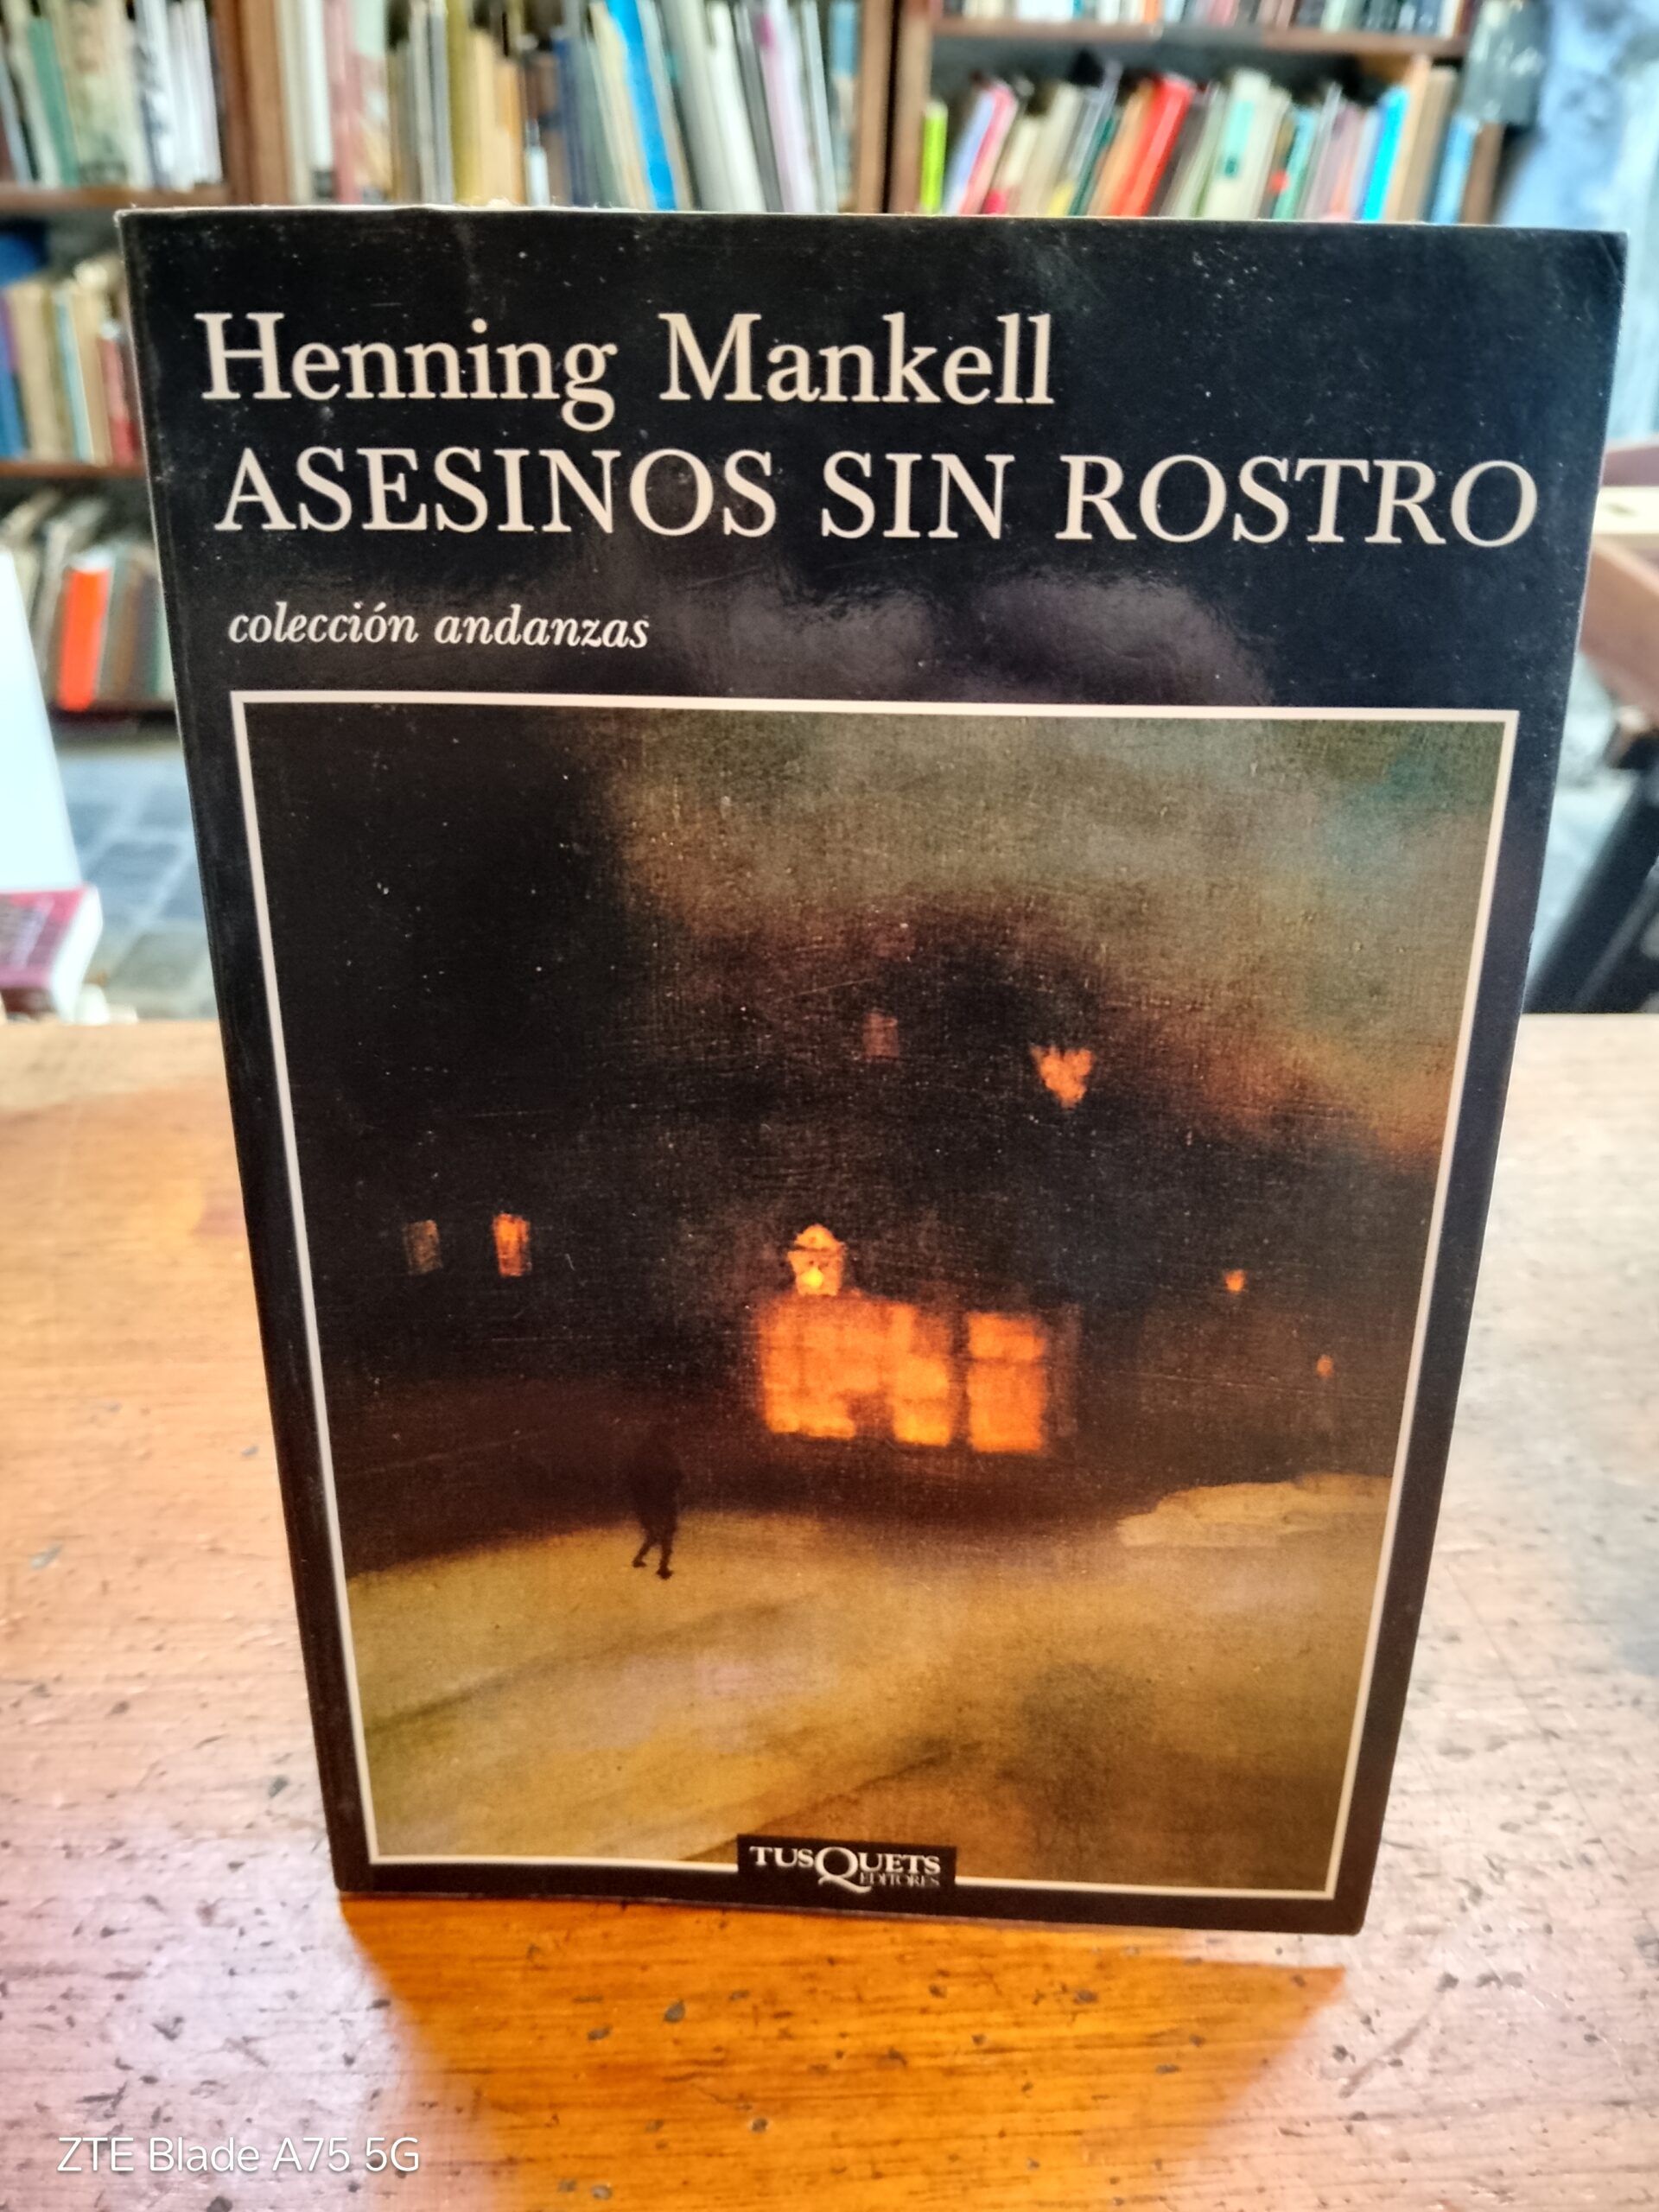 Henning Mankell
ASESINOS SIN ROSTRO
colección andanzas
TUSQUETS
EDITORES
ZTE Blade A75 5G